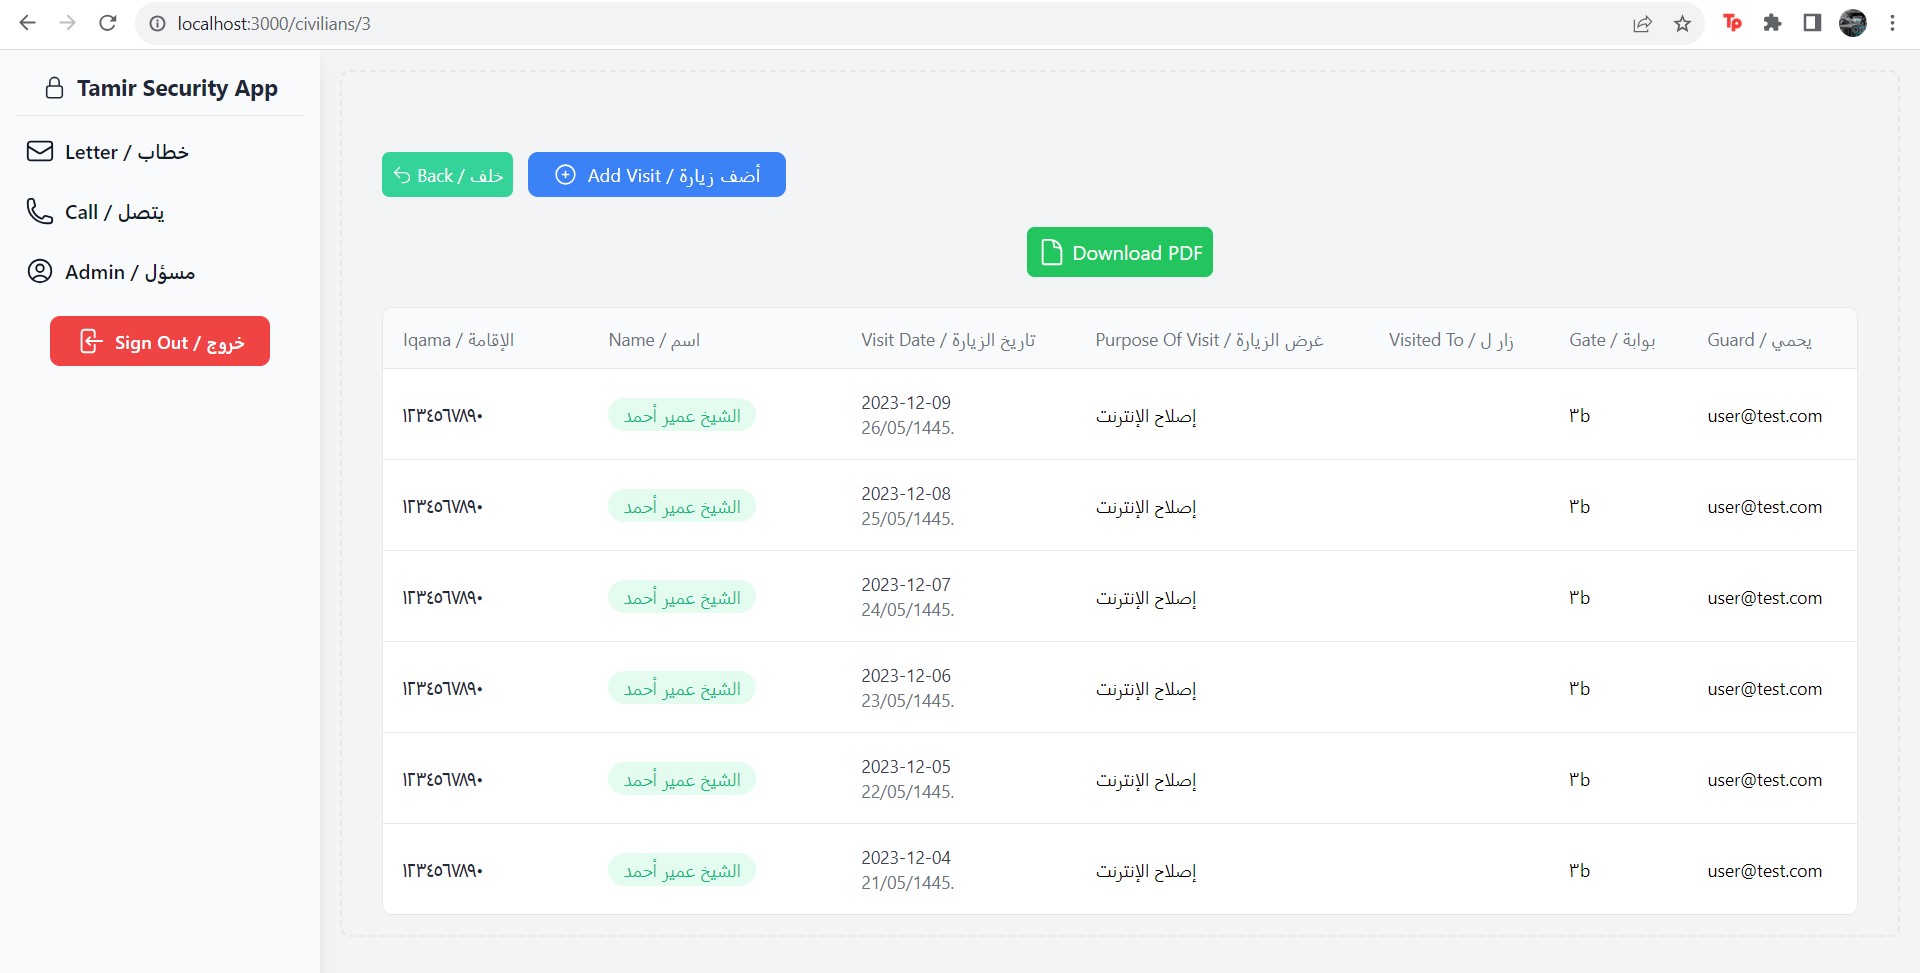 localhost:3000/civilians/3
Tp
Tamir Security App
Letter / خطاب
Call / يتصل
Admin / مسؤل
Sign Out / خروج
Back / خلف
Add Visit / أضف زيارة
Download PDF
Iqama / الإقامة Name / اسم Visit Date / تاريخ الزيارة Purpose Of Visit / غرض الزيارة Visited To / زار ل Gate / بوابة Guard / يحمي
١٢٣٤٥٦٧٨٩٠ الشيخ عمير أحمد 2023-12-09 إصلاح الإنترنت ٣b user@test.com
26/05/1445.
١٢٣٤٥٦٧٨٩٠ الشيخ عمير أحمد 2023-12-08 إصلاح الإنترنت ٣b user@test.com
25/05/1445.
١٢٣٤٥٦٧٨٩٠ الشيخ عمير أحمد 2023-12-07 إصلاح الإنترنت ٣b user@test.com
24/05/1445.
١٢٣٤٥٦٧٨٩٠ الشيخ عمير أحمد 2023-12-06 إصلاح الإنترنت ٣b user@test.com
23/05/1445.
١٢٣٤٥٦٧٨٩٠ الشيخ عمير أحمد 2023-12-05 إصلاح الإنترنت ٣b user@test.com
22/05/1445.
١٢٣٤٥٦٧٨٩٠ الشيخ عمير أحمد 2023-12-04 إصلاح الإنترنت ٣b user@test.com
21/05/1445.